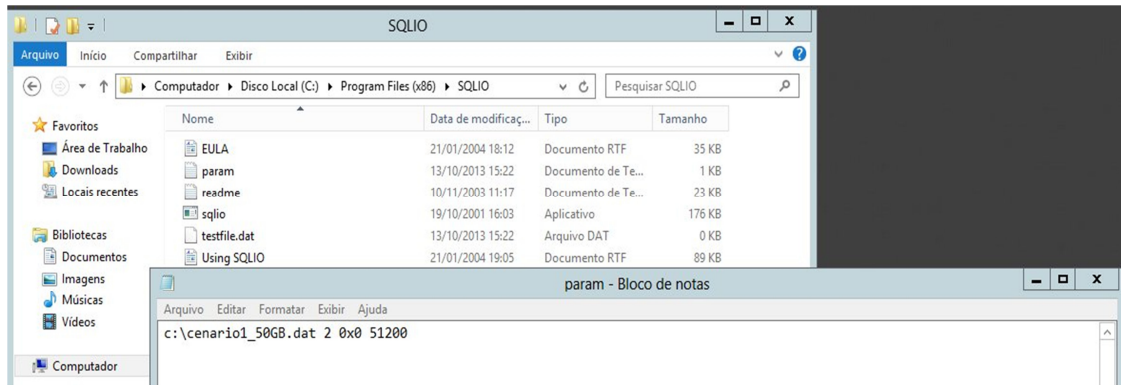 SQLIO
Arquivo Início Compartilhar Exibir
Computador Disco Local (C:) Program Files (x86) SQLIO Pesquisar SQLIO
Favoritos
Área de Trabalho
Downloads
Locais recentes
Bibliotecas
Documentos
Imagens
Músicas
Vídeos
Computador
Nome Data de modificaç... Tipo Tamanho
EULA 21/01/2004 18:12 Documento RTF 35 KB
param 13/10/2013 15:22 Documento de Te... 1 KB
readme 10/11/2003 11:17 Documento de Te... 23 KB
sqlio 19/10/2001 16:03 Aplicativo 176 KB
testfile.dat 13/10/2013 15:22 Arquivo DAT 0 KB
Using SQLIO 21/01/2004 19:05 Documento RTF 89 KB
param - Bloco de notas
Arquivo Editar Formatar Exibir Ajuda
c:\cenario1_50GB.dat 2 0x0 51200